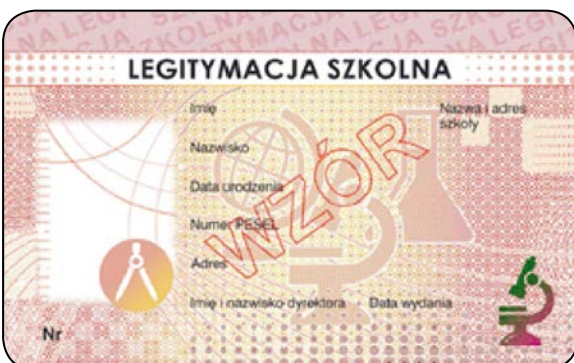 LEGITYMACJA SZKOLNA
Imię
Nazwa i adres
szkoły
Nazwisko
Data urodzenia
Numer PESEL
Adres
Imię i nazwisko dyrektora
Data wydania
Nr
WZÓR